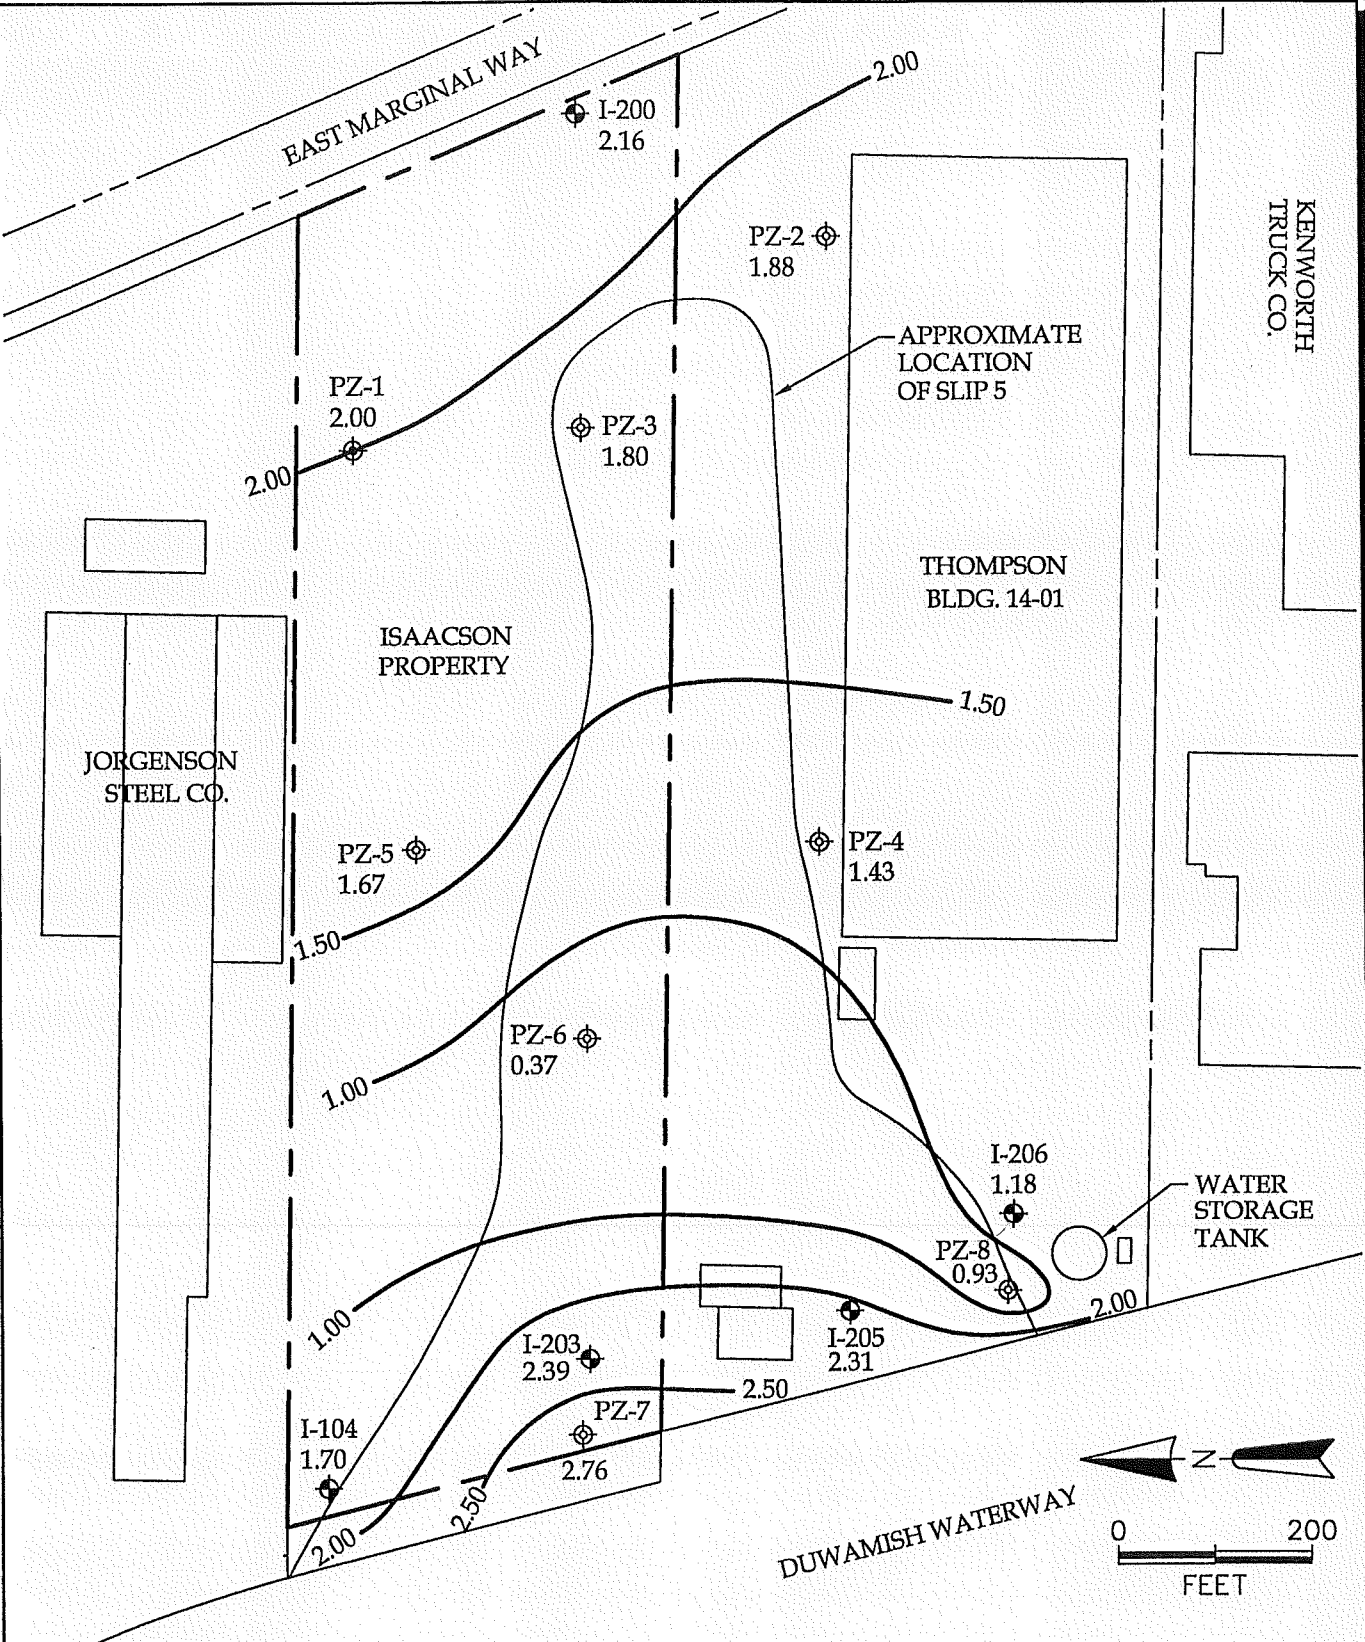 EAST MARGINAL WAY
I-200
2.16
2.00
PZ-2
1.88
KENWORTH
TRUCK CO.
APPROXIMATE
LOCATION
OF SLIP 5
PZ-1
2.00
PZ-3
1.80
2.00
THOMPSON
BLDG. 14-01
ISAACSON
PROPERTY
1.50
JORGENSON
STEEL CO.
PZ-5
1.67
PZ-4
1.43
1.50
PZ-6
0.37
1.00
I-206
1.18
WATER
STORAGE
TANK
PZ-8
0.93
2.00
1.00
I-203
2.39
I-205
2.31
2.50
PZ-7
2.76
I-104
1.70
2.50
2.00
N
DUWAMISH WATERWAY
0 200
FEET